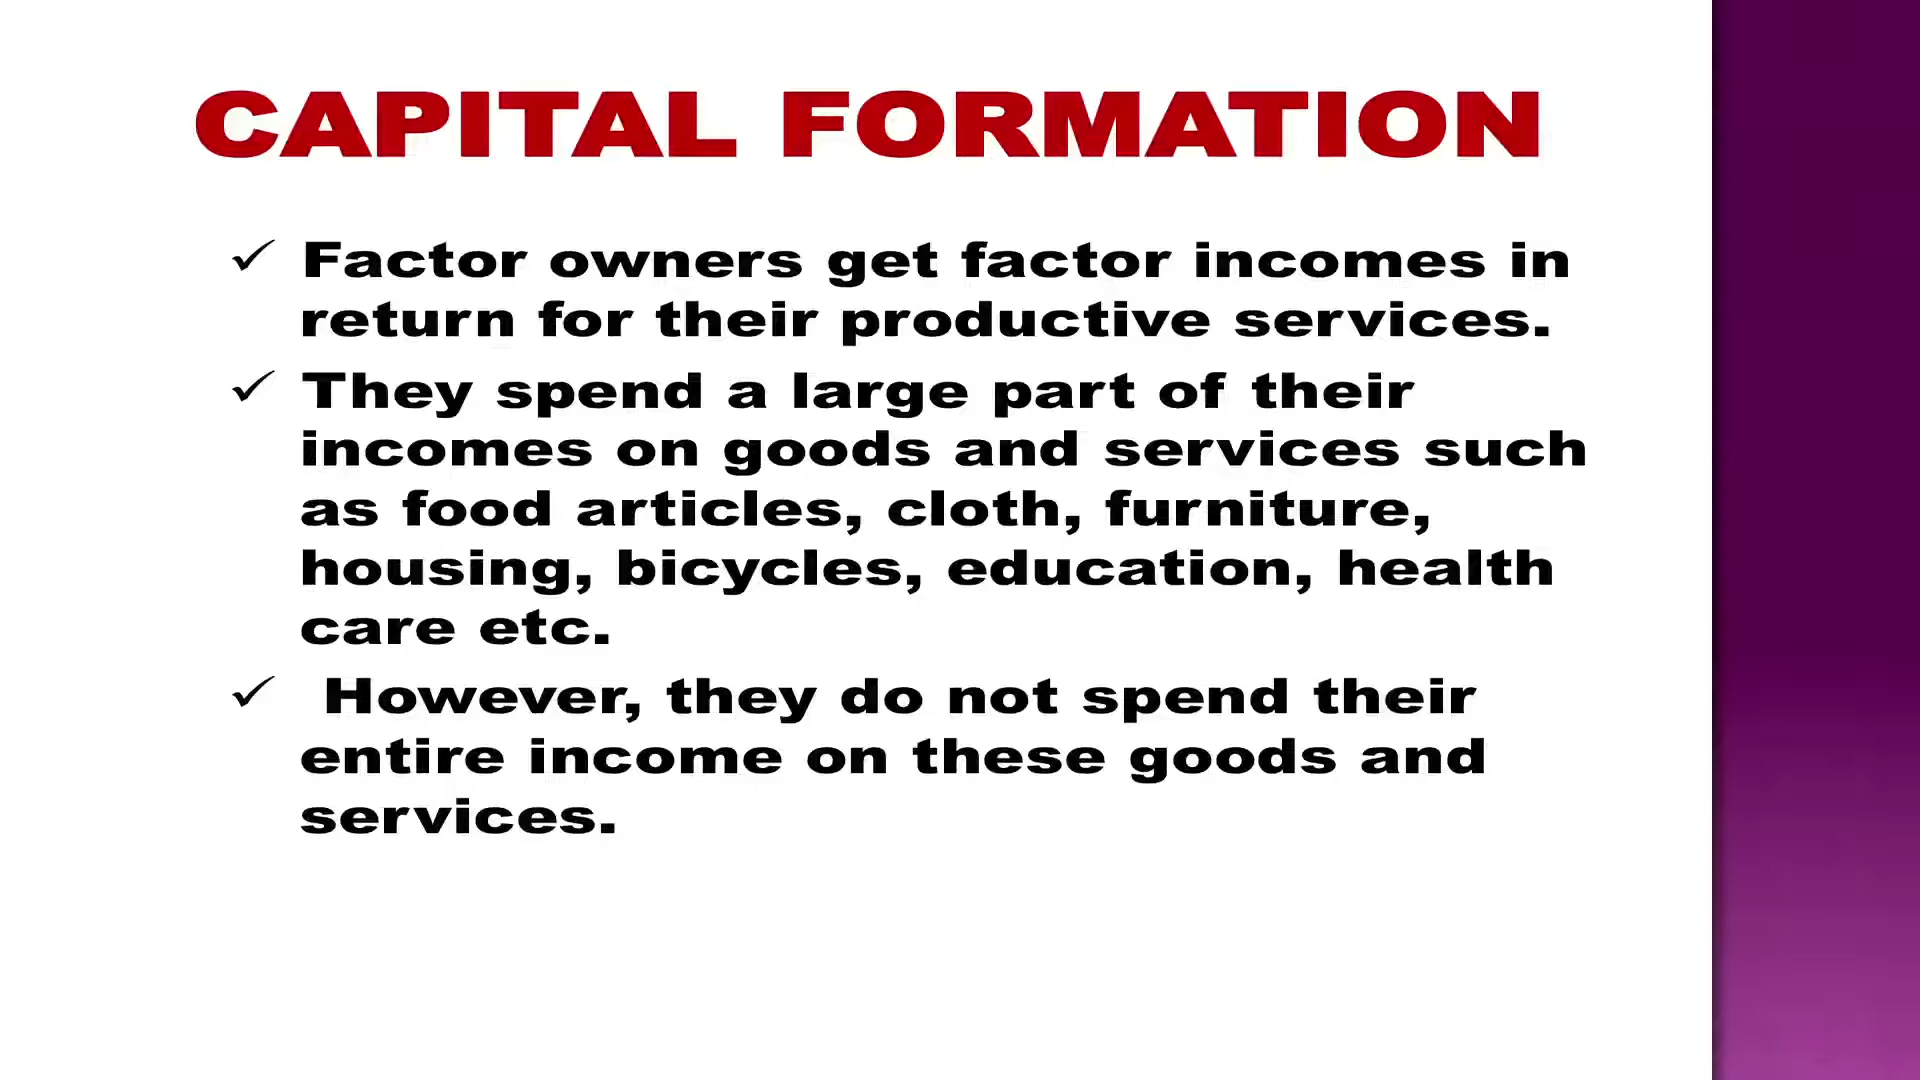 CAPITAL FORMATION
✓ Factor owners get factor incomes in
return for their productive services.
✓ They spend a large part of their
incomes on goods and services such
as food articles, cloth, furniture,
housing, bicycles, education, health
care etc.
✓ However, they do not spend their
entire income on these goods and
services.